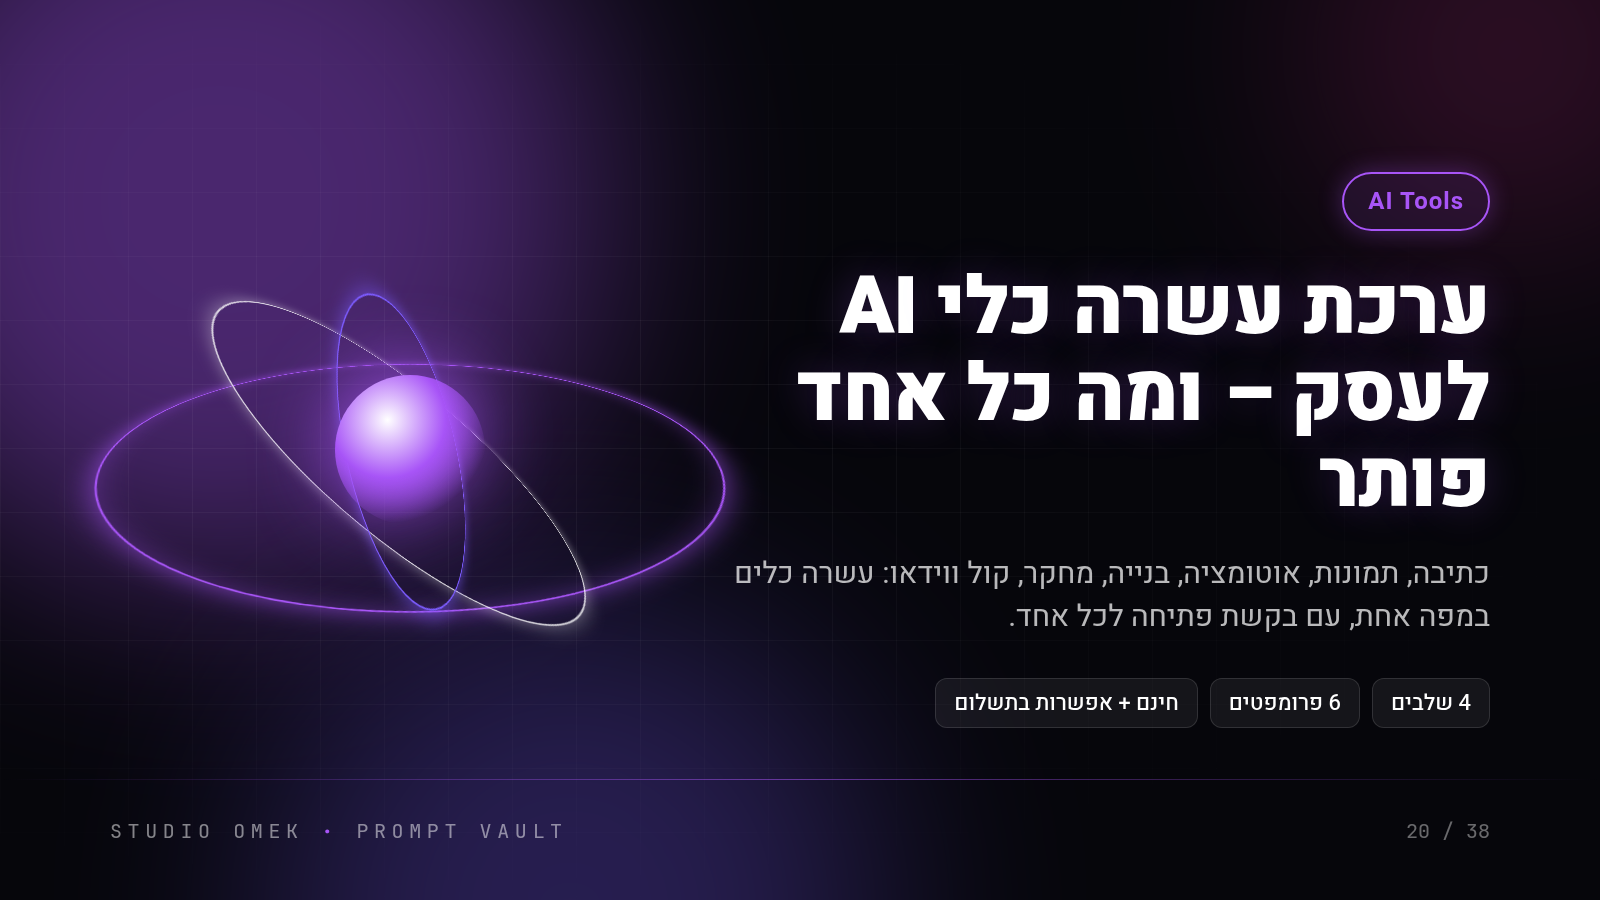 AI Tools
ערכת עשרה כלי AI
לעסק – ומה כל אחד
פותר
כתיבה, תמונות, אוטומציה, בנייה, מחקר, קול ווידאו: עשרה כלים
במפה אחת, עם בקשת פתיחה לכל אחד.
4 שלבים
6 פרומפטים
חינם + אפשרות בתשלום
STUDIO OMEK • PROMPT VAULT
20 / 38